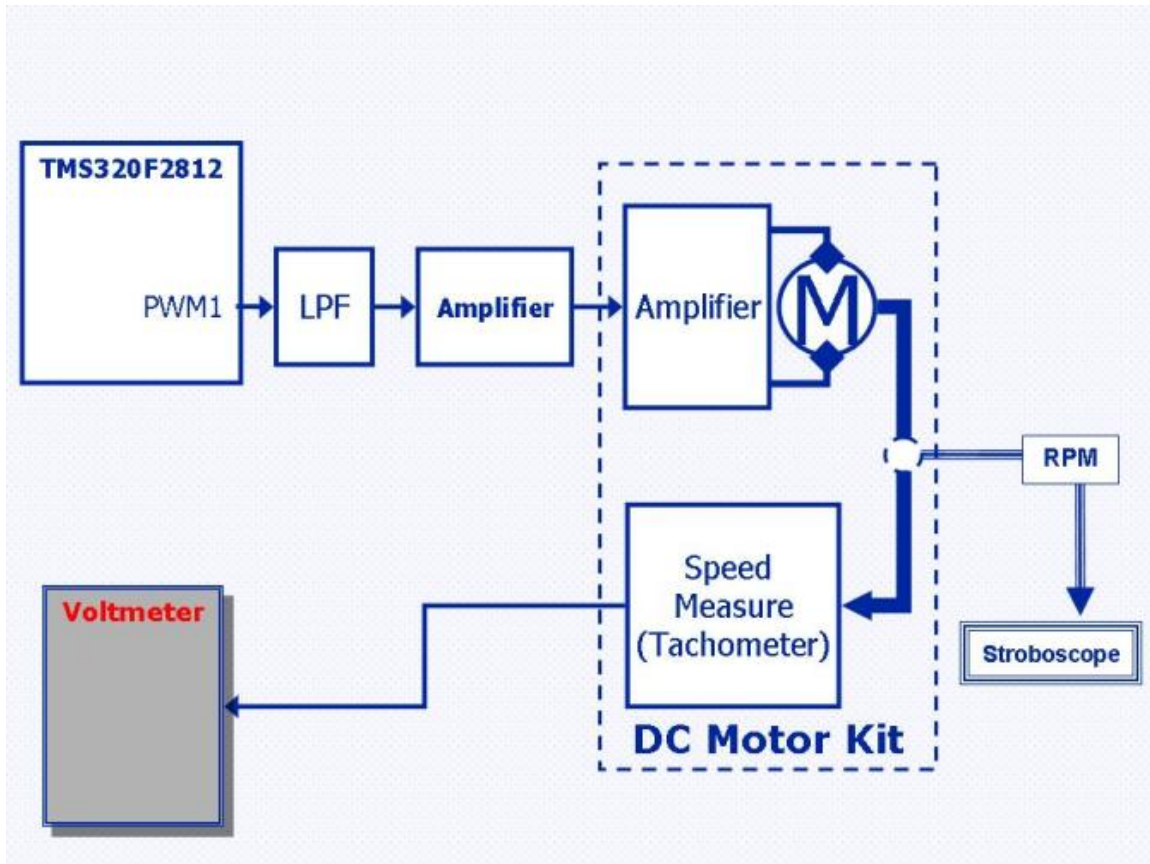 TMS320F2812
PWM1
LPF
Amplifier
Amplifier
M
RPM
Stroboscope
Speed
Measure
(Tachometer)
Voltmeter
DC Motor Kit